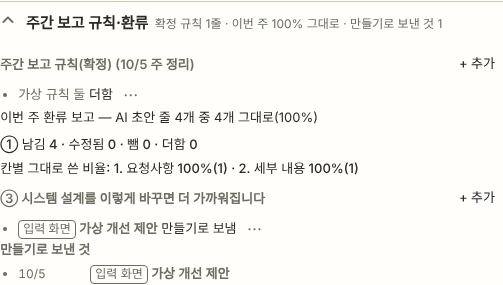 주간 보고 규칙·환류 확정 규칙 1줄 · 이번 주 100% 그대로 · 만들기로 보낸 것 1
주간 보고 규칙(확정) (10/5 주 정리) + 추가
• 가상 규칙 둘 더함 ···
이번 주 환류 보고 — AI 초안 줄 4개 중 4개 그대로(100%)
① 남김 4 · 수정됨 0 · 뺌 0 · 더함 0
칸별 그대로 쓴 비율: 1. 요청사항 100%(1) · 2. 세부 내용 100%(1)
③ 시스템 설계를 이렇게 바꾸면 더 가까워집니다 + 추가
• 입력 화면 가상 개선 제안 만들기로 보냄 ···
만들기로 보낸 것
• 10/5 입력 화면 가상 개선 제안